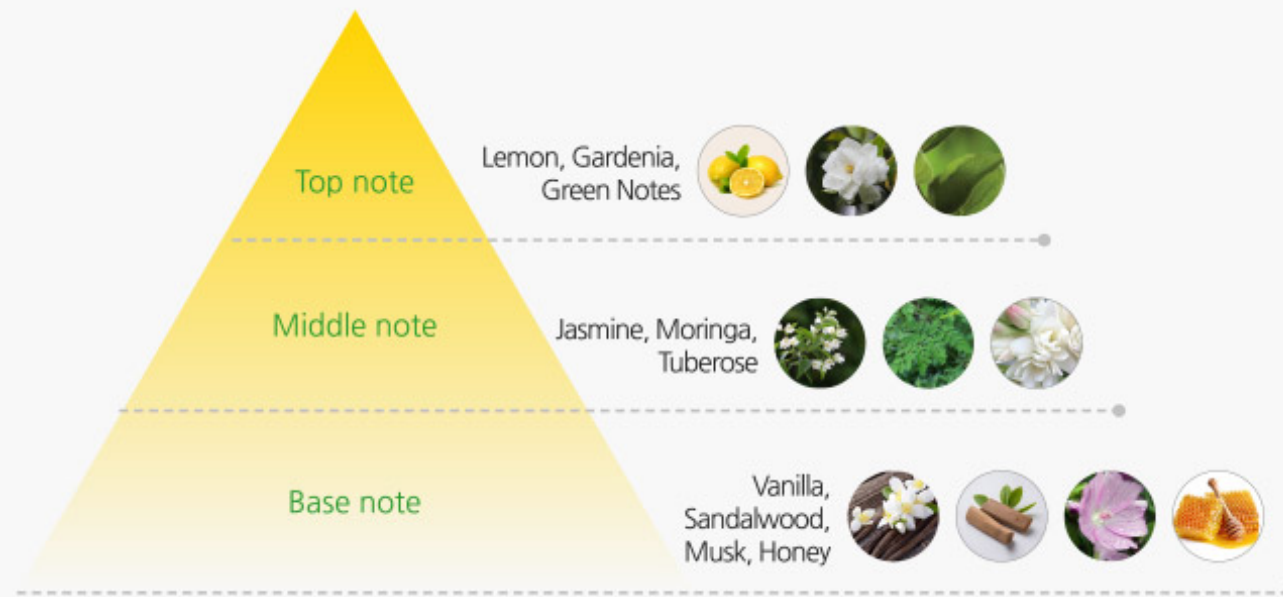 Top note
Lemon, Gardenia,
Green Notes
Middle note
Jasmine, Moringa,
Tuberose
Base note
Vanilla,
Sandalwood,
Musk, Honey